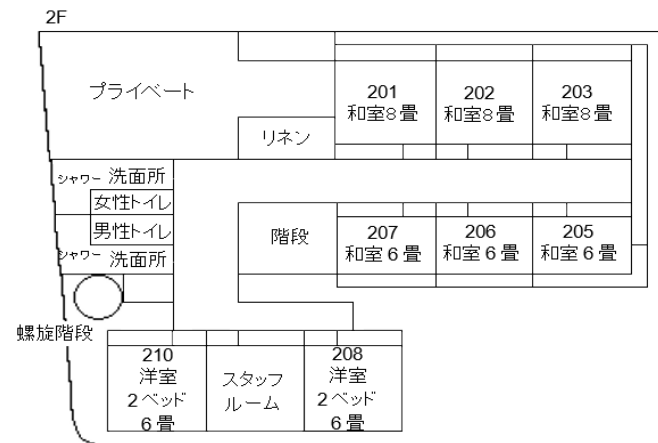 2F
プライベート
201
和室8畳
202
和室8畳
203
和室8畳
リネン
シャワー 洗面所
女性トイレ
男性トイレ
シャワー 洗面所
階段
207
和室6畳
206
和室6畳
205
和室6畳
螺旋階段
210
洋室
2ベッド
6畳
スタッフ
ルーム
208
洋室
2ベッド
6畳